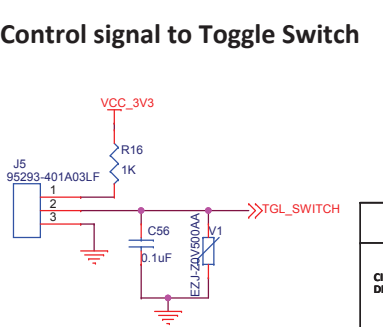 Control signal to Toggle Switch
VCC_3V3
R16
1K
J5
95293-401A03LF
1
2
3
TGL_SWITCH
C56
0.1uF
EZJ-Z0V500AA
V1